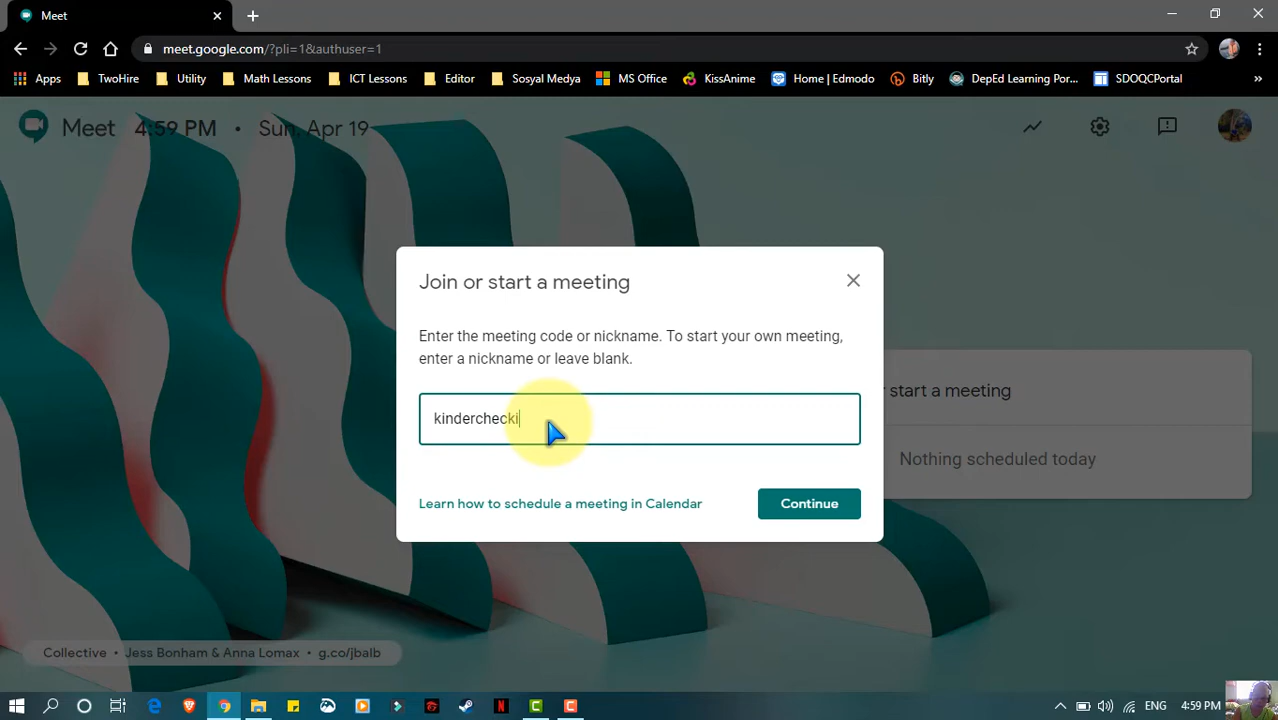 Meet
meet.google.com/?pli=1&authuser=1
Apps TwoHire Utility Math Lessons ICT Lessons Editor Sosyal Medya MS Office KissAnime Home | Edmodo Bitly DepEd Learning Por... SDOQCPortal »
Meet 4:59 PM • Sun, Apr 19
Join or start a meeting
Enter the meeting code or nickname. To start your own meeting,
enter a nickname or leave blank.
start a meeting
kinderchecki
Nothing scheduled today
Learn how to schedule a meeting in Calendar
Continue
Collective • Jess Bonham & Anna Lomax • g.co/jbalb
ENG 4:59 PM